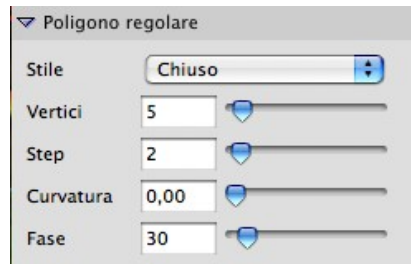 Poligono regolare
Stile Chiuso
Vertici 5
Step 2
Curvatura 0,00
Fase 30